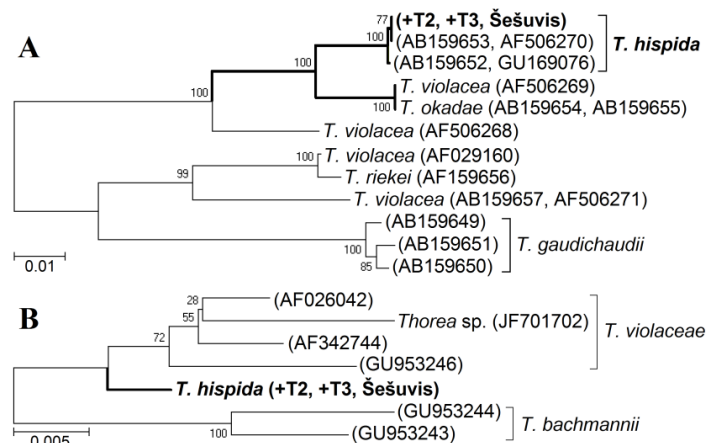 A
77
(+T2, +T3, Šešuvis)
100
(AB159653, AF506270)
T. hispida
100
(AB159652, GU169076)
T. violacea (AF506269)
100
100
T. okadae (AB159654, AB159655)
T. violacea (AF506268)
100
T. violacea (AF029160)
99
T. riekei (AF159656)
T. violacea (AB159657, AF506271)
(AB159649)
100
(AB159651)
T. gaudichaudii
85
(AB159650)
0.01
B
28
(AF026042)
55
Thorea sp. (JF701702)
T. violaceae
72
(AF342744)
(GU953246)
T. hispida (+T2, +T3, Šešuvis)
(GU953244)
T. bachmannii
100
(GU953243)
0.005